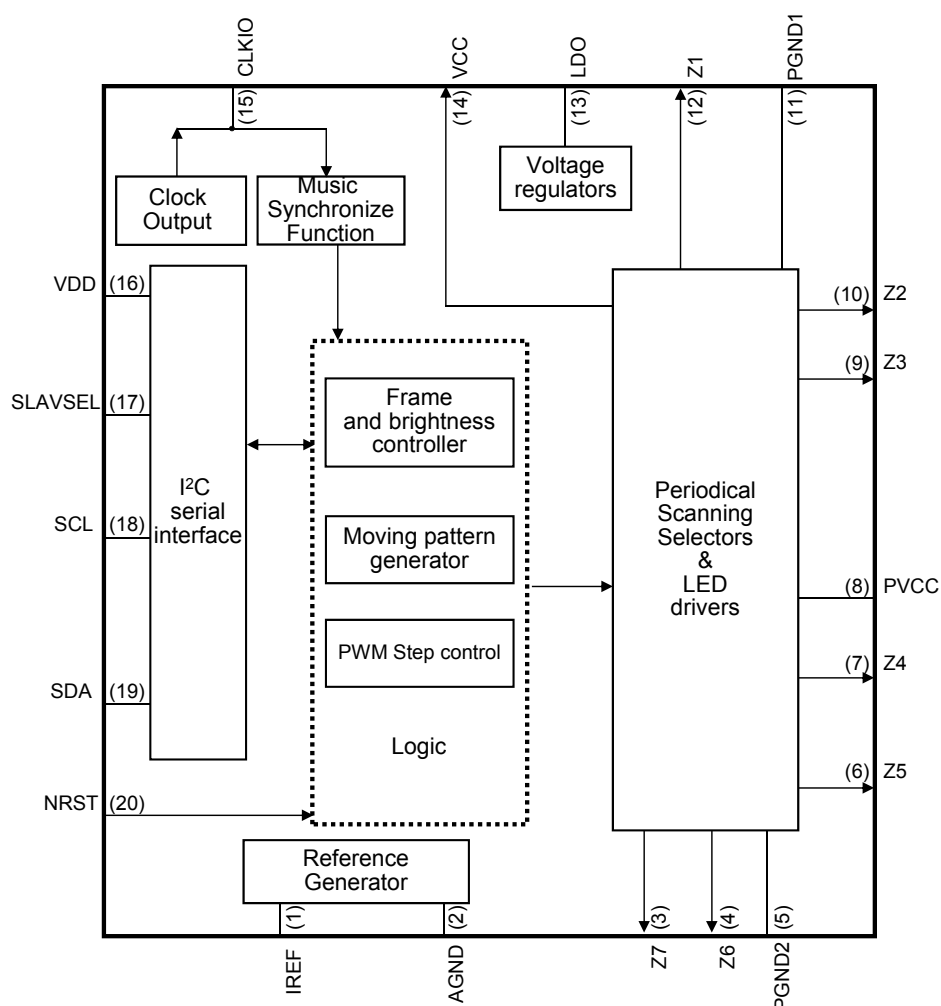 CLKIO
VCC
LDO
Z1
PGND1
(15)
(14)
(13)
(12)
(11)
Clock
Output
Music
Synchronize
Function
Voltage
regulators
VDD
(16)
SLAVSEL
(17)
SCL
(18)
SDA
(19)
NRST
(20)
I²C
serial
interface
Frame
and brightness
controller
Moving pattern
generator
PWM Step control
Logic
Periodical
Scanning
Selectors
&
LED
drivers
(10)
Z2
(9)
Z3
(8)
PVCC
(7)
Z4
(6)
Z5
Reference
Generator
(1)
(2)
(3)
(4)
(5)
IREF
AGND
Z7
Z6
PGND2